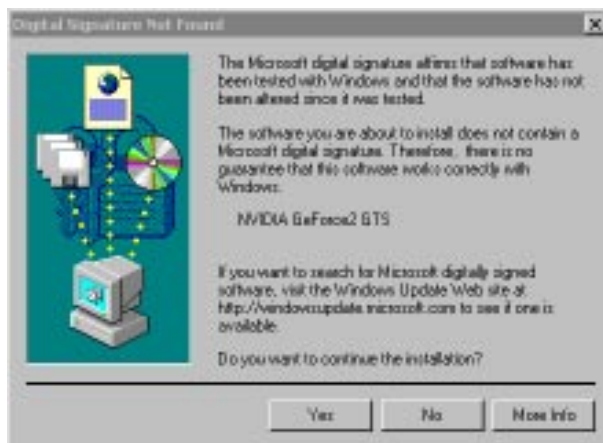 Digital Signature Not Found
The Microsoft digital signature affirms that software has
been tested with Windows and that the software has not
been altered since it was tested.
The software you are about to install does not contain a
Microsoft digital signature. Therefore, there is no
guarantee that this software works correctly with
Windows.
NVIDIA GeForce2 GTS
If you want to search for Microsoft digitally signed
software, visit the Windows Update Web site at
http://windowsupdate.microsoft.com to see if one is
available.
Do you want to continue the installation?
Yes
No
More Info